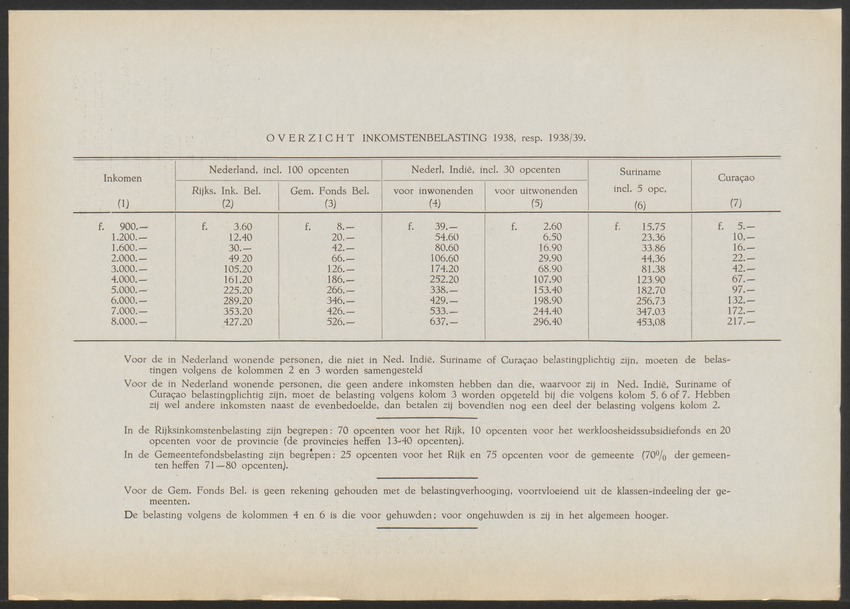 OVERZICHT INKOMSTENBELASTING 1938, resp. 1938/39.
Inkomen Nederland, incl. 100 opcenten Nederl, Indië, incl. 30 opcenten Suriname incl. 5 opc, Curaçao
Rijks. Ink. Bel. Gem. Fonds Bel. voor inwonenden voor uitwonenden
(1) (2) (3) (4) (5) (6) (7)
f. 900.— f. 3.60 f. 8.— f. 39.— f. 2.60 f. 15.75 f. 5.—
1.200.— 12.40 20.— 54.60 6.50 23.36 10.—
1.600.— 30.— 42.— 80.60 16.90 33.86 16.—
2.000.— 49.20 66.— 106.60 29.90 44,36 22.—
3.000.— 105.20 126.— 174.20 68.90 81.38 42.—
4.000.— 161.20 186.— 252.20 107.90 123.90 67.—
5.000.— 225.20 266.— 338.— 153.40 182.70 97.—
6.000.— 289.20 346.— 429.— 198.90 256.73 132.—
7.000.— 353.20 426.— 533.— 244.40 347.03 172.—
8.000.— 427.20 526.— 637.— 296.40 453,08 217.—
Voor de in Nederland wonende personen, die niet in Ned. Indië, Suriname of Curaçao belastingplichtig zijn, moeten de belas-
tingen volgens de kolommen 2 en 3 worden samengesteld
Voor de in Nederland wonende personen, die geen andere inkomsten hebben dan die, waarvoor zij in Ned. Indië, Suriname of
Curaçao belastingplichtig zijn, moet de belasting volgens kolom 3 worden opgeteld bij die volgens kolom 5, 6 of 7. Hebben
zij wel andere inkomsten naast de evenbedoelde, dan betalen zij bovendien nog een deel der belasting volgens kolom 2.
In de Rijksinkomstenbelasting zijn begrepen: 70 opcenten voor het Rijk, 10 opcenten voor het werkloosheidssubsidiefonds en 20
opcenten voor de provincie (de provincies heffen 13-40 opcenten).
In de Gemeentefondsbelasting zijn begrepen: 25 opcenten voor het Rijk en 75 opcenten voor de gemeente (70% der gemeen-
ten heffen 71—80 opcenten).
Voor de Gem. Fonds Bel. is geen rekening gehouden met de belastingverhooging, voortvloeiend uit de klassen-indeeling der ge-
meenten.
De belasting volgens de kolommen 4 en 6 is die voor gehuwden; voor ongehuwden is zij in het algemeen hooger.